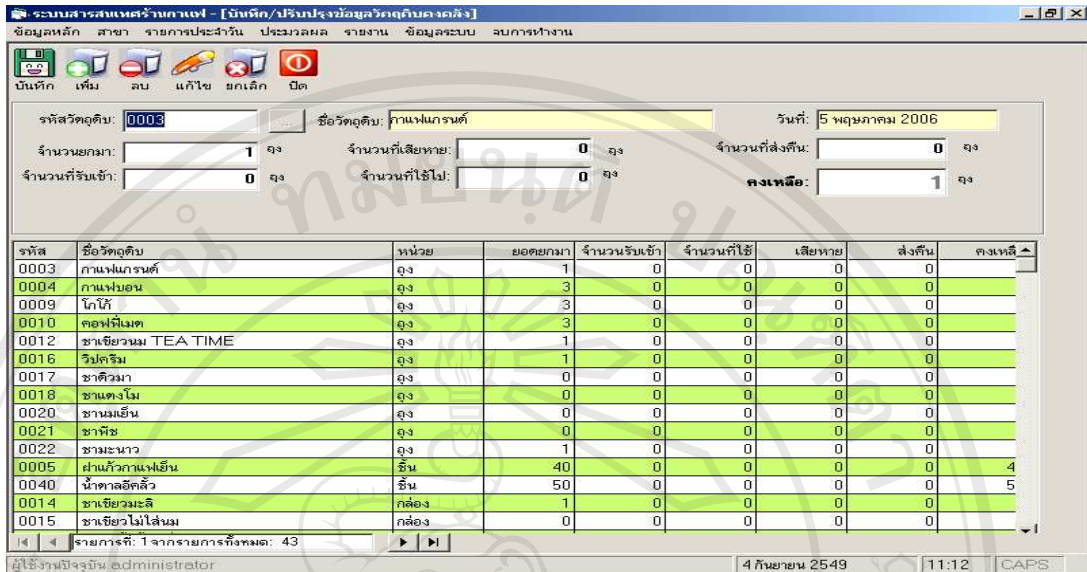 ระบบสารสนเทศร้านกาแฟ - [บันทึก/ปรับปรุงข้อมูลวัตถุดิบคงคลัง]
ข้อมูลหลัก สาขา รายการประจำวัน ประมวลผล รายงาน ข้อมูลระบบ จบการทำงาน
บันทึก เพิ่ม ลบ แก้ไข ยกเลิก ปิด
รหัสวัตถุดิบ: 0003 ... ชื่อวัตถุดิบ: กาแฟแกรนด์ วันที่: 5 พฤษภาคม 2006
จำนวนยกมา: 1 ถุง จำนวนที่เสียหาย: 0 ถุง จำนวนที่ส่งคืน: 0 ถุง
จำนวนที่รับเข้า: 0 ถุง จำนวนที่ใช้ไป: 0 ถุง คงเหลือ: 1 ถุง
รหัส ชื่อวัตถุดิบ หน่วย ยอดยกมา จำนวนรับเข้า จำนวนที่ใช้ เสียหาย ส่งคืน คงเหลื
0003 กาแฟแกรนด์ ถุง 1 0 0 0 0
0004 กาแฟบอน ถุง 3 0 0 0 0
0009 โกโก้ ถุง 3 0 0 0 0
0010 คอฟฟี่เมต ถุง 3 0 0 0 0
0012 ชาเขียวนม TEA TIME ถุง 1 0 0 0 0
0016 วิปครีม ถุง 1 0 0 0 0
0017 ชาคิวมา ถุง 0 0 0 0 0
0018 ชาแตงโม ถุง 0 0 0 0 0
0020 ชานมเย็น ถุง 0 0 0 0 0
0021 ชาพีช ถุง 0 0 0 0 0
0022 ชามะนาว ถุง 1 0 0 0 0
0005 ฝาแก้วกาแฟเย็น ชิ้น 40 0 0 0 0 4
0040 น้ำตาลอีคลิ้ว ชิ้น 50 0 0 0 0 5
0014 ชาเขียวมะลิ กล่อง 1 0 0 0 0
0015 ชาเขียวไม่ใส่นม กล่อง 0 0 0 0 0
รายการที่: 1 จากรายการทั้งหมด: 43
ผู้ใช้งานปัจจุบัน administrator 4 กันยายน 2549 11:12 CAPS